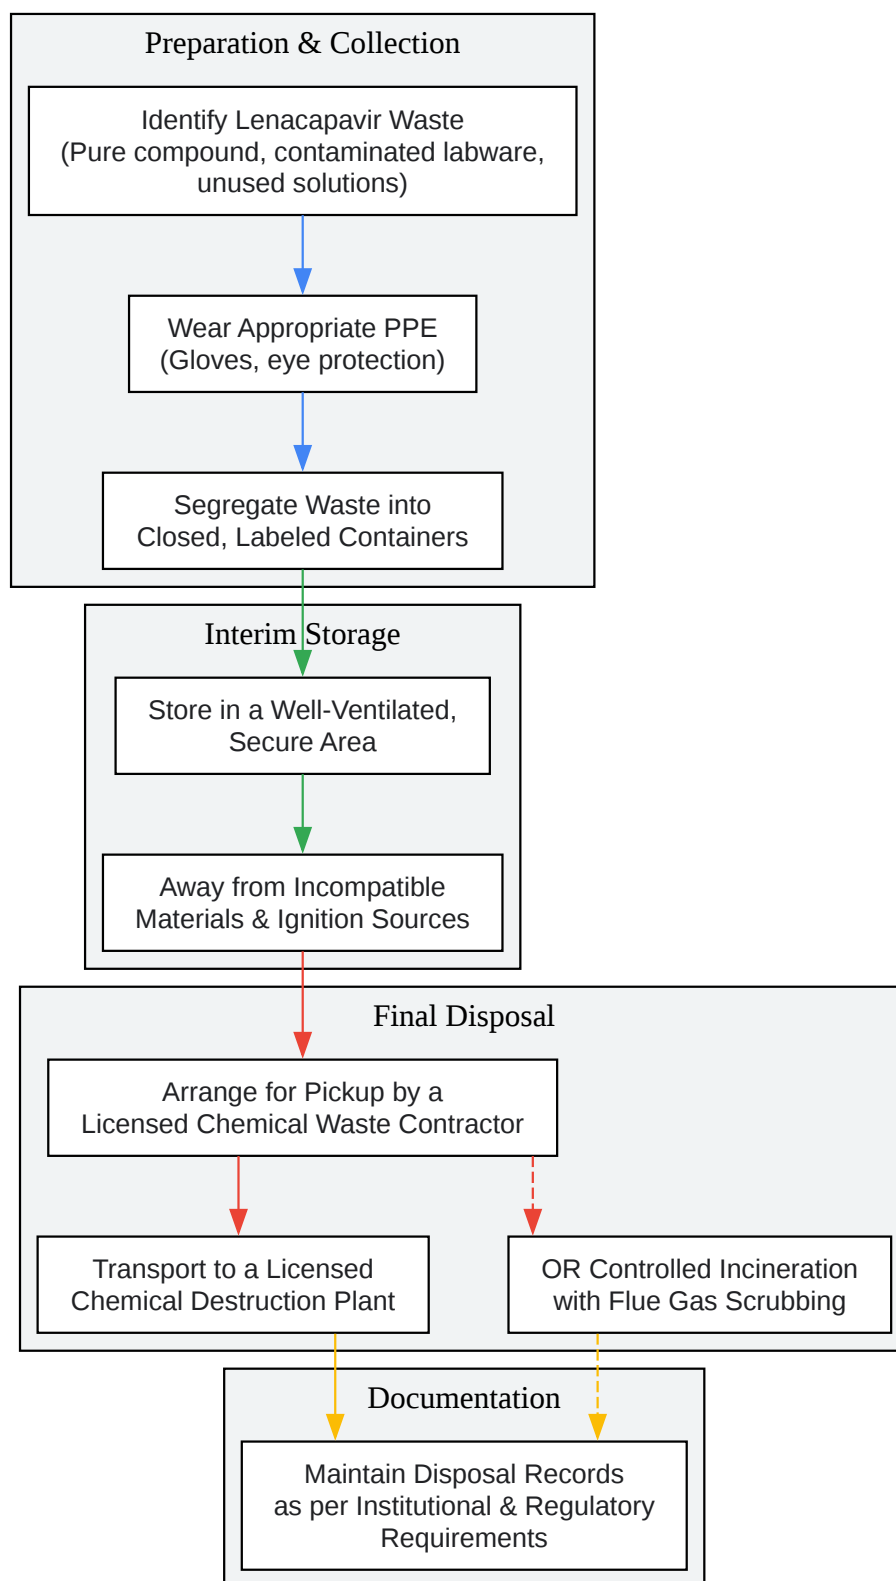 Preparation & Collection
Identify Lenacapavir Waste
(Pure compound, contaminated labware,
unused solutions)
Wear Appropriate PPE
(Gloves, eye protection)
Segregate Waste into
Closed, Labeled Containers
Interim Storage
Store in a Well-Ventilated,
Secure Area
Away from Incompatible
Materials & Ignition Sources
Final Disposal
Arrange for Pickup by a
Licensed Chemical Waste Contractor
Transport to a Licensed
Chemical Destruction Plant
OR Controlled Incineration
with Flue Gas Scrubbing
Documentation
Maintain Disposal Records
as per Institutional & Regulatory
Requirements